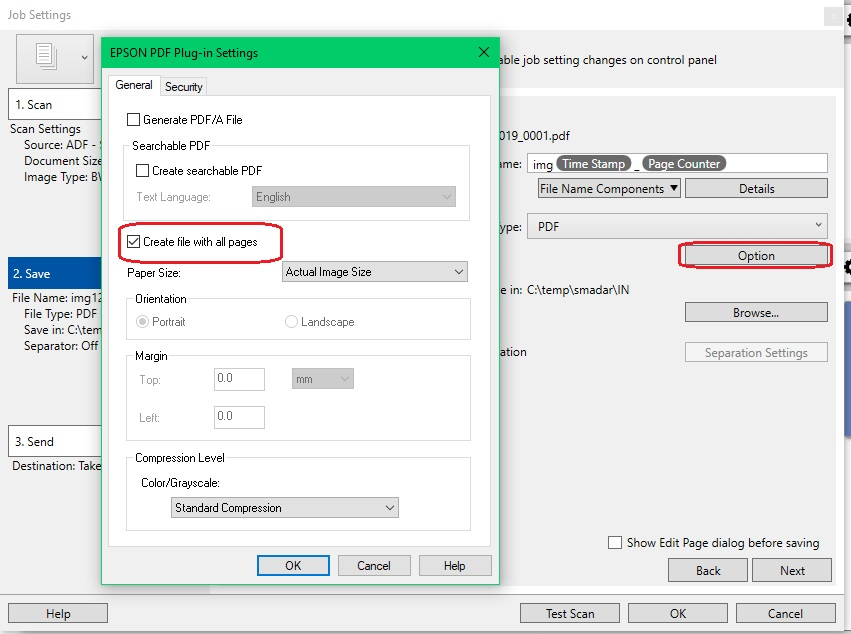 Job Settings
EPSON PDF Plug-in Settings
General
Security
Generate PDF/A File
Searchable PDF
Create searchable PDF
Text Language:
English
Create file with all pages
Paper Size:
Actual Image Size
Orientation
Portrait
Landscape
Margin
Top:
0.0
mm
Left:
0.0
Compression Level
Color/Grayscale:
Standard Compression
OK
Cancel
Help
1. Scan
Scan Settings
Source: ADF -
Document Size
Image Type:
2. Save
File Name: img12
File Type: PDF
Save in: C:\tem
Separator: Off
3. Send
Destination: Take
able job setting changes on control panel
019_0001.pdf
ame:
img Time Stamp _ Page Counter
File Name Components
Details
ype:
PDF
Option
e in: C:\temp\smadar\IN
Browse...
ation
Separation Settings
Show Edit Page dialog before saving
Back
Next
Help
Test Scan
OK
Cancel